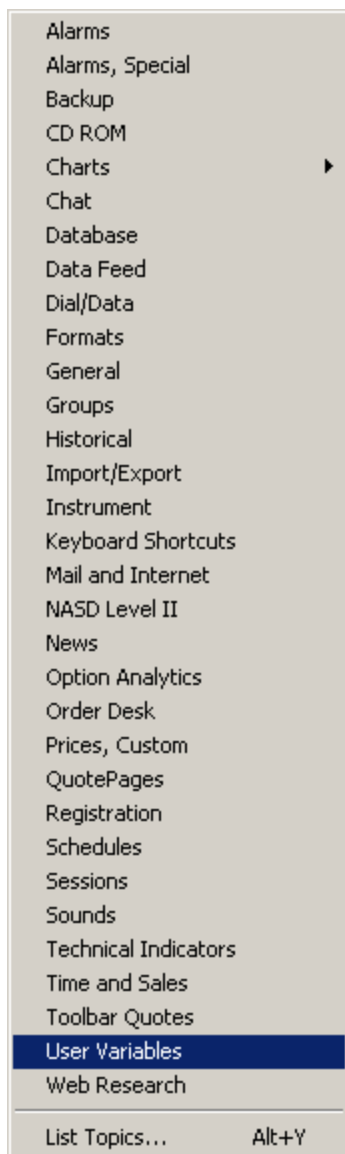 Alarms
Alarms, Special
Backup
CD ROM
Charts
Chat
Database
Data Feed
Dial/Data
Formats
General
Groups
Historical
Import/Export
Instrument
Keyboard Shortcuts
Mail and Internet
NASD Level II
News
Option Analytics
Order Desk
Prices, Custom
QuotePages
Registration
Schedules
Sessions
Sounds
Technical Indicators
Time and Sales
Toolbar Quotes
User Variables
Web Research
List Topics... Alt+Y